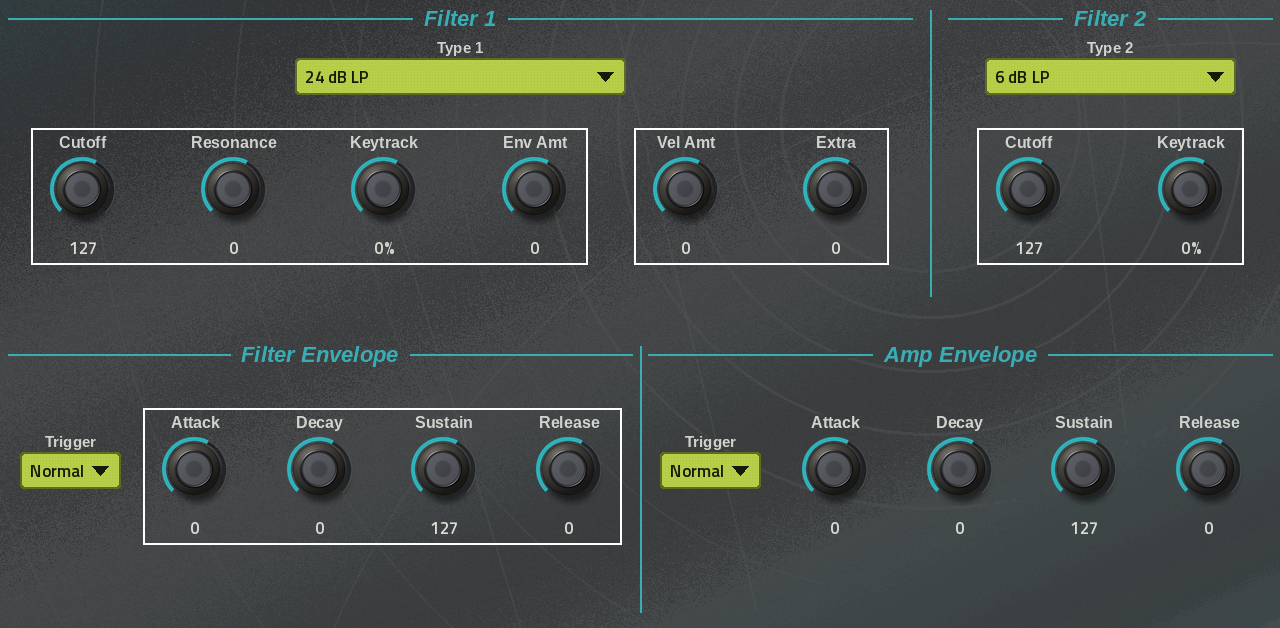 Filter 1
Filter 2
Type 1
Type 2
24 dB LP
6 dB LP
Cutoff
Resonance
Keytrack
Env Amt
Vel Amt
Extra
Cutoff
Keytrack
127
0
0%
0
0
0
127
0%
Filter Envelope
Amp Envelope
Attack
Decay
Sustain
Release
Attack
Decay
Sustain
Release
Trigger
Trigger
Normal
Normal
0
0
127
0
0
0
127
0